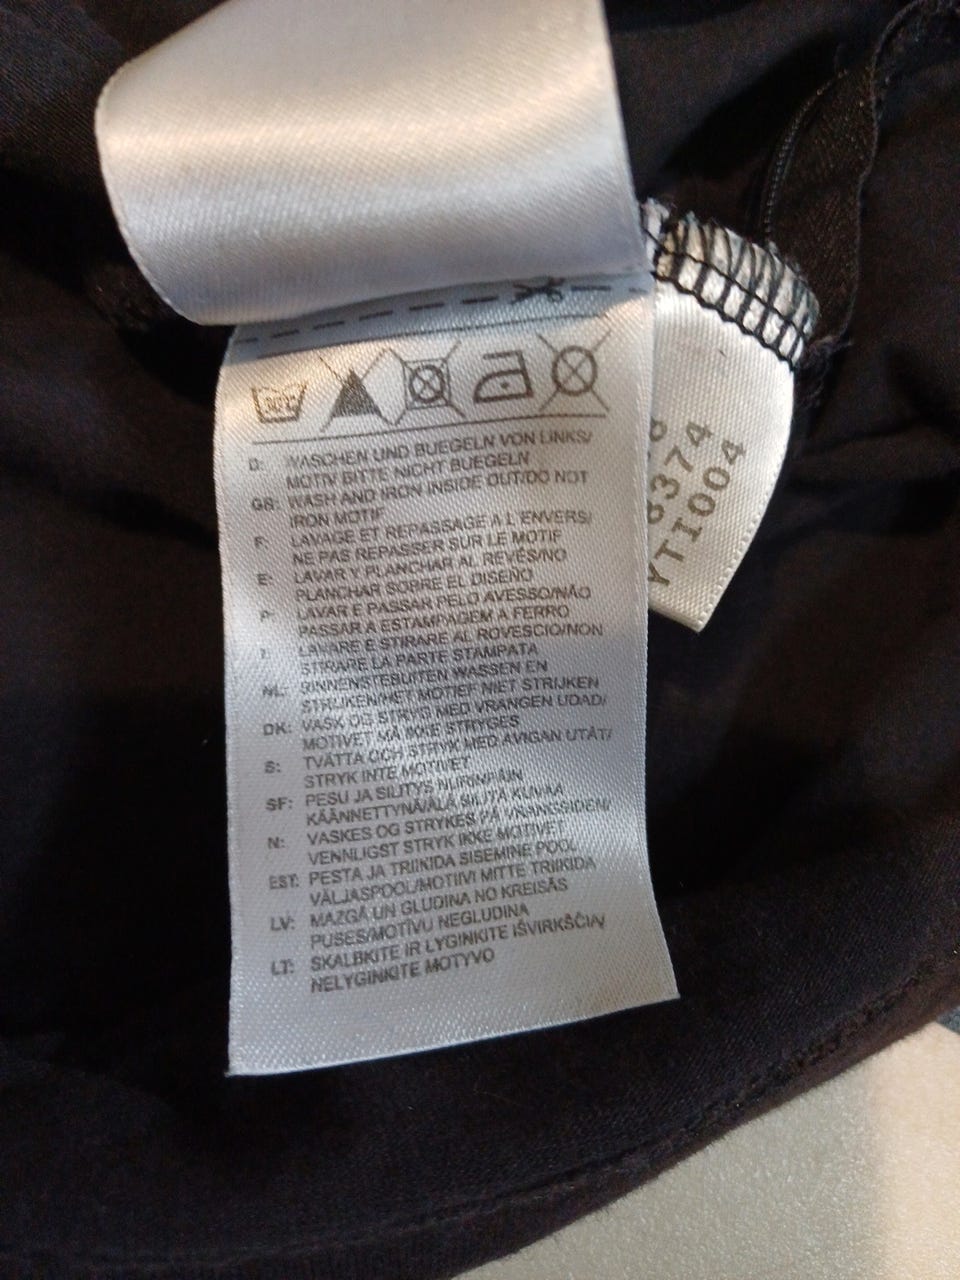 D: WASCHEN UND BUEGELN VON LINKS/
MOTIV BITTE NICHT BUEGELN
GB: WASH AND IRON INSIDE OUT/DO NOT
IRON MOTIF
F: LAVAGE ET REPASSAGE A L'ENVERS/
NE PAS REPASSER SUR LE MOTIF
E: LAVAR Y PLANCHAR AL REVÉS/NO
PLANCHAR SOBRE EL DISEÑO
P: LAVAR E PASSAR PELO AVESSO/NÃO
PASSAR A ESTAMPAGEM A FERRO
I: LAVARE E STIRARE AL ROVESCIO/NON
STIRARE LA PARTE STAMPATA
NL: BINNENSTEBUITEN WASSEN EN
STRIJKEN/HET MOTIEF NIET STRIJKEN
DK: VASK OG STRYG MED VRANGEN UDAD/
MOTIVET MÅ IKKE STRYGES
S: TVÄTTA OCH STRYK MED AVIGAN UTÅT/
STRYK INTE MOTIVET
SF: PESU JA SILITYS NURINPÄIN
KÄÄNNETTYNÄ/ÄLÄ SILITÄ KUVAA
N: VASKES OG STRYKES PÅ VRANGSIDEN/
VENNLIGST STRYK IKKE MOTIVET
EST: PESTA JA TRIIKIDA SISEMINE POOL
VÄLJASPOOL/MOTIIVI MITTE TRIIKIDA
LV: MAZGĀ UN GLUDINA NO KREISĀS
PUSES/MOTĪVU NEGLUDINA
LT: SKALBKITE IR LYGINKITE IŠVIRKŠČIĄ/
NELYGINKITE MOTYVO
8374
YTI004